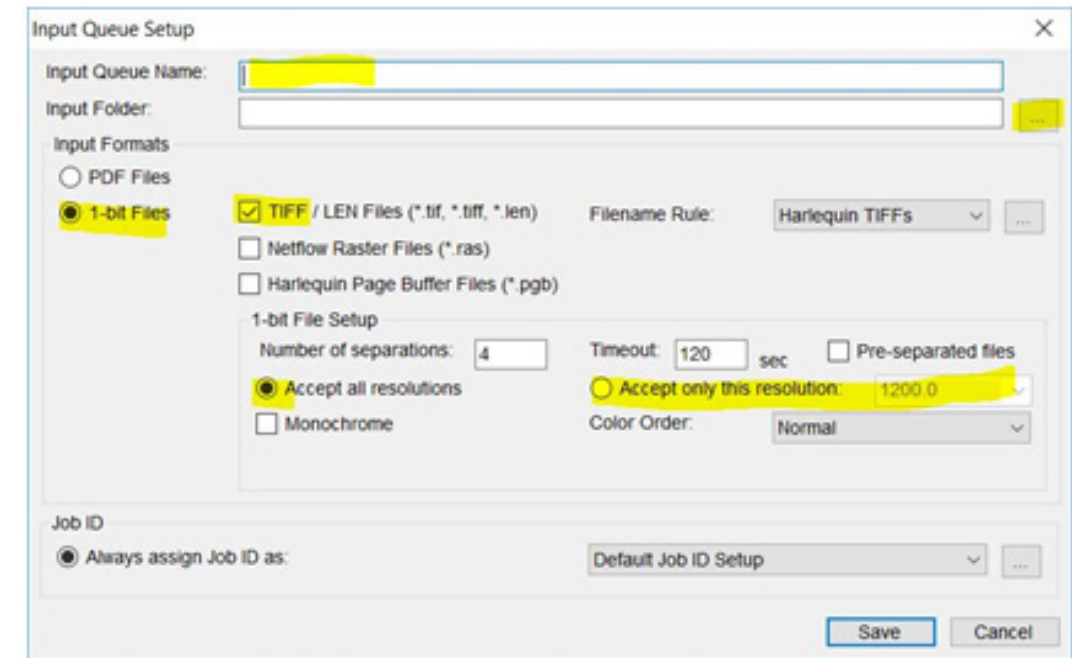 Input Queue Setup
Input Queue Name:
Input Folder:
...
Input Formats
PDF Files
1-bit Files
TIFF / LEN Files (*.tif, *.tiff, *.len)
Filename Rule:
Harlequin TIFFs
...
Netflow Raster Files (*.ras)
Harlequin Page Buffer Files (*.pgb)
1-bit File Setup
Number of separations: 4
Timeout: 120 sec
Pre-separated files
Accept all resolutions
Accept only this resolution: 1200.0
Monochrome
Color Order: Normal
Job ID
Always assign Job ID as:
Default Job ID Setup
...
Save
Cancel